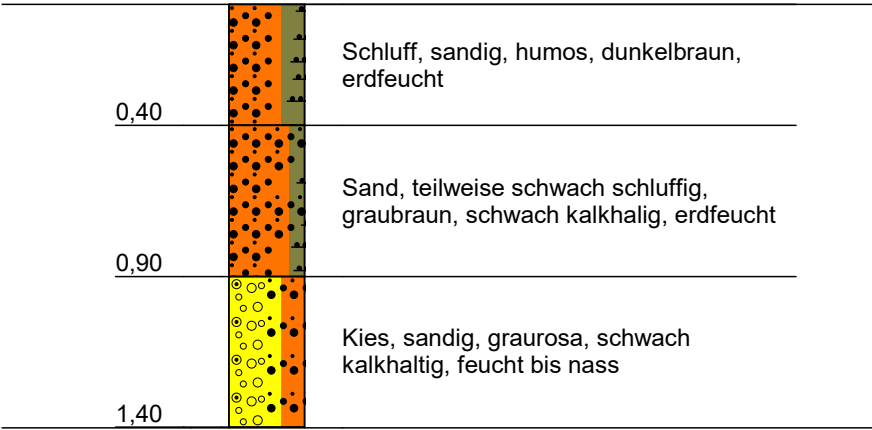 Schluff, sandig, humos, dunkelbraun,
erdfeucht
0,40
Sand, teilweise schwach schluffig,
graubraun, schwach kalkhalig, erdfeucht
0,90
Kies, sandig, graurosa, schwach
kalkhaltig, feucht bis nass
1,40